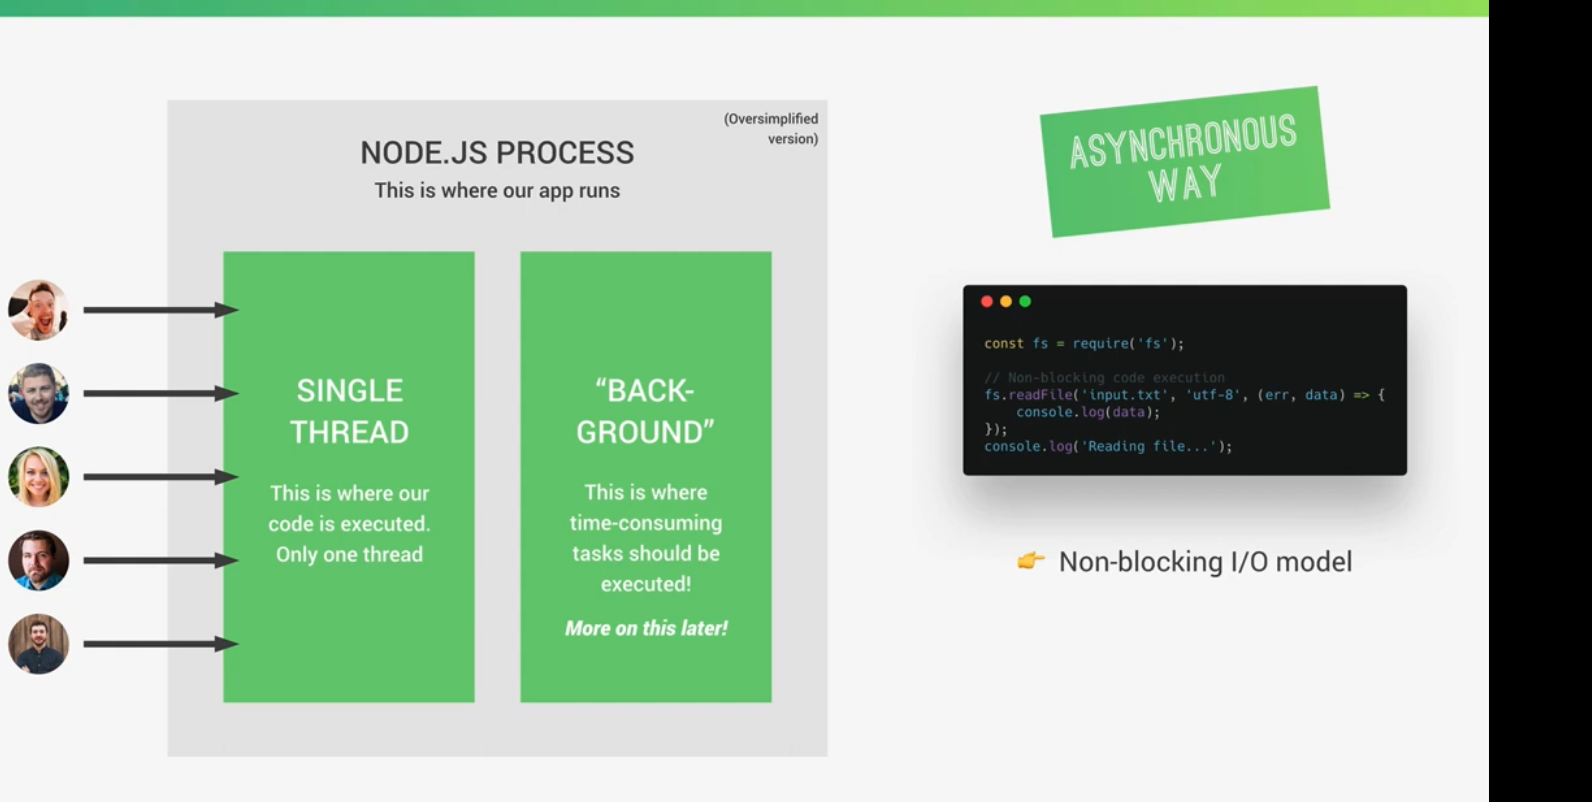 (Oversimplified
version)
NODE.JS PROCESS
This is where our app runs
SINGLE
THREAD
This is where our
code is executed.
Only one thread
“BACK-
GROUND”
This is where
time-consuming
tasks should be
executed!
More on this later!
ASYNCHRONOUS
WAY
const fs = require('fs');
// Non-blocking code execution
fs.readFile('input.txt', 'utf-8', (err, data) => {
    console.log(data);
});
console.log('Reading file...');
👉 Non-blocking I/O model